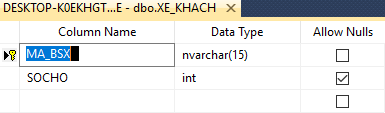 DESKTOP-K0EKHGT...E - dbo.XE_KHACH
Column Name Data Type Allow Nulls
MA_BSX nvarchar(15)
SOCHO int